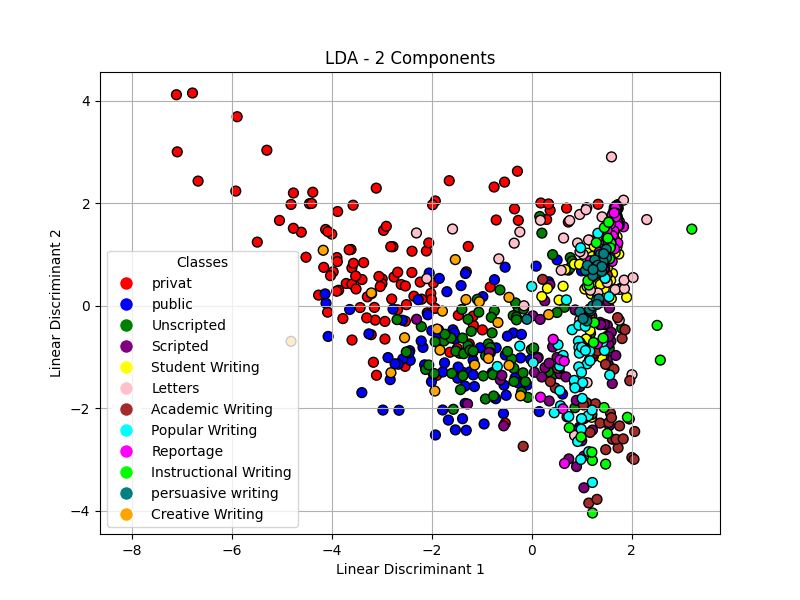 LDA - 2 Components
4
2
0
−2
−4
Linear Discriminant 2
Classes
privat
public
Unscripted
Scripted
Student Writing
Letters
Academic Writing
Popular Writing
Reportage
Instructional Writing
persuasive writing
Creative Writing
−8 −6 −4 −2 0 2
Linear Discriminant 1